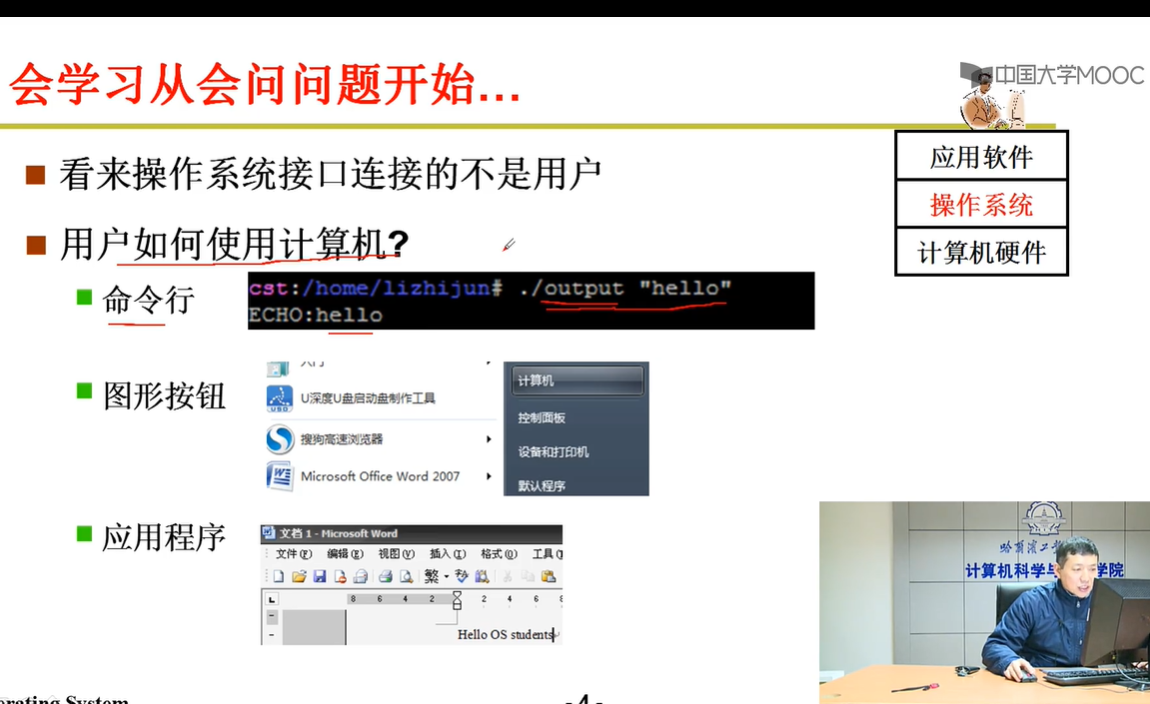 会学习从会问问题开始...
中国大学MOOC
应用软件
操作系统
计算机硬件
看来操作系统接口连接的不是用户
用户如何使用计算机?
命令行
cst:/home/lizhijun# ./output "hello"
ECHO:hello
图形按钮
U深度U盘启动盘制作工具
搜狗高速浏览器
Microsoft Office Word 2007
计算机
控制面板
设备和打印机
默认程序
应用程序
文档 1 - Microsoft Word
文件(F) 编辑(E) 视图(V) 插入(I) 格式(O) 工具(
繁
8 6 4 2 2 4 6 8
Hello OS students
计算机科学与 学院
erating System
-4-